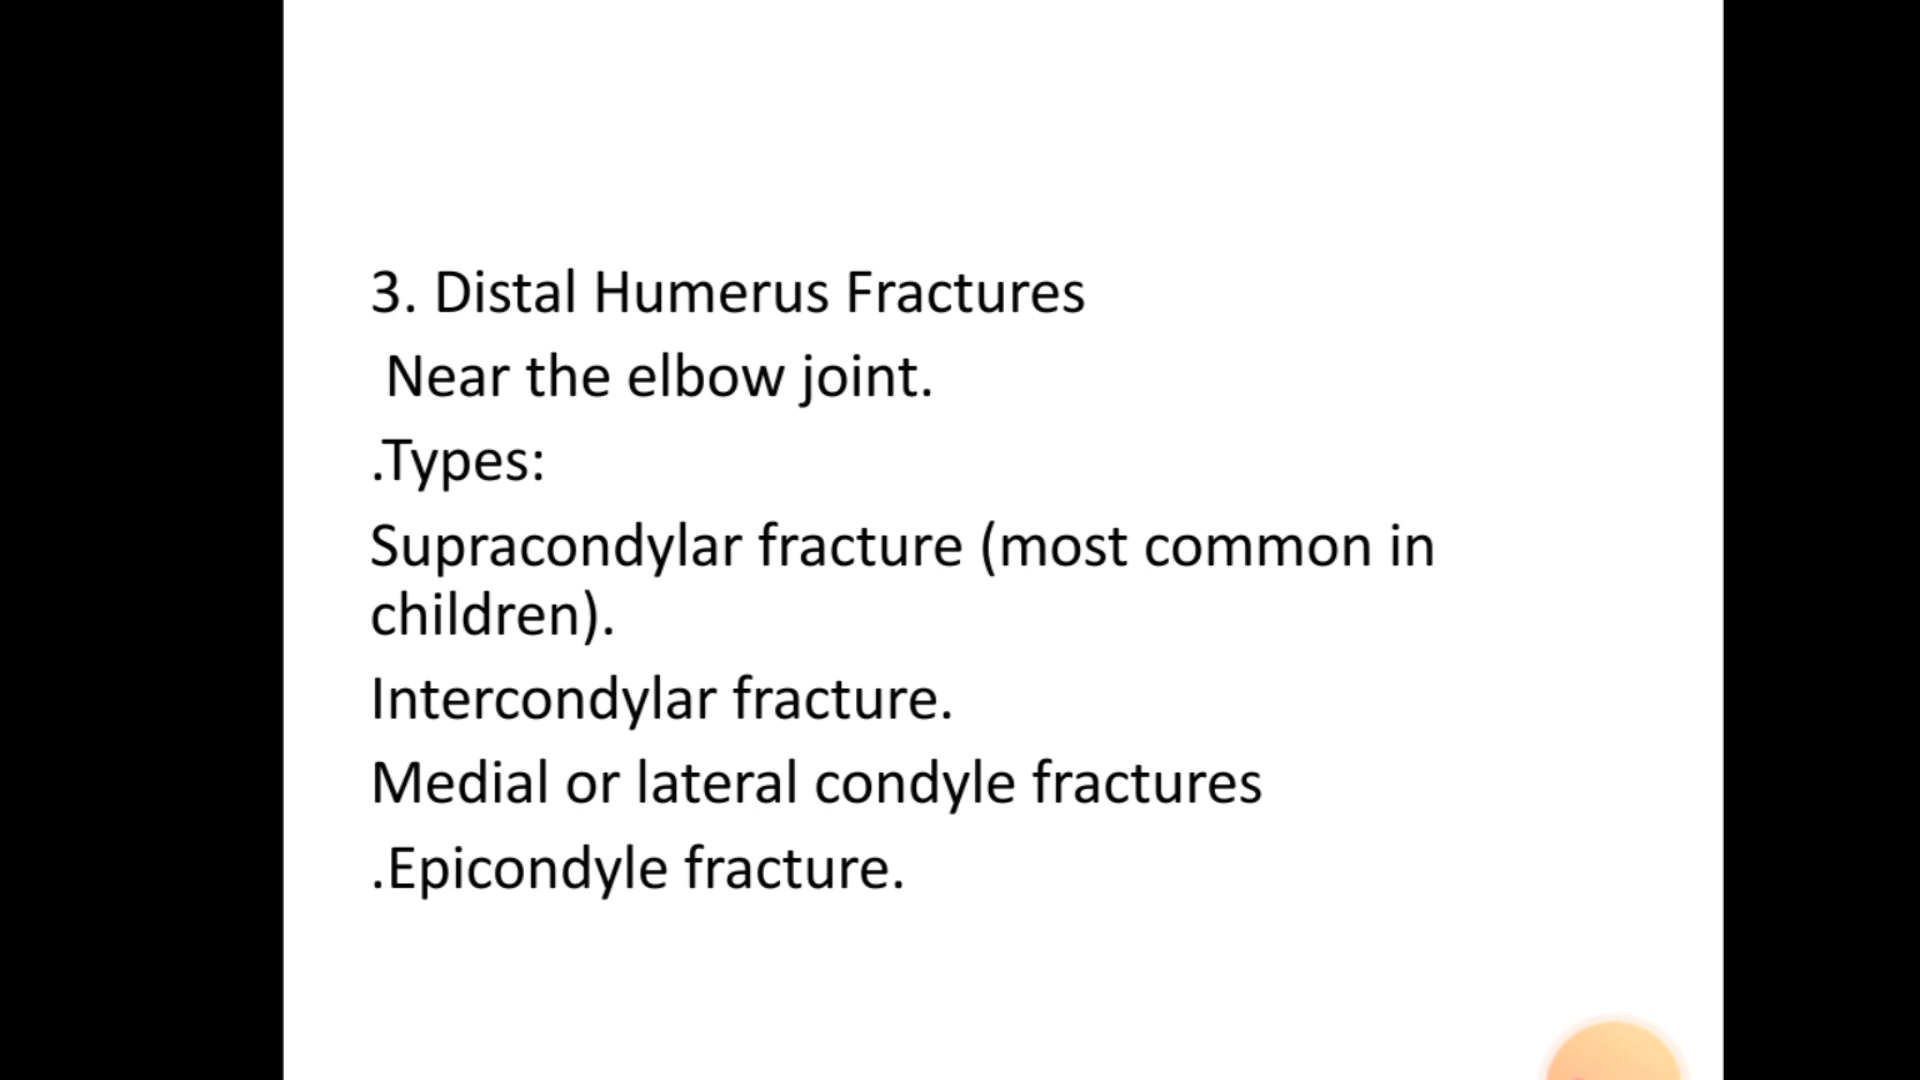 3. Distal Humerus Fractures
Near the elbow joint.
.Types:
Supracondylar fracture (most common in
children).
Intercondylar fracture.
Medial or lateral condyle fractures
.Epicondyle fracture.